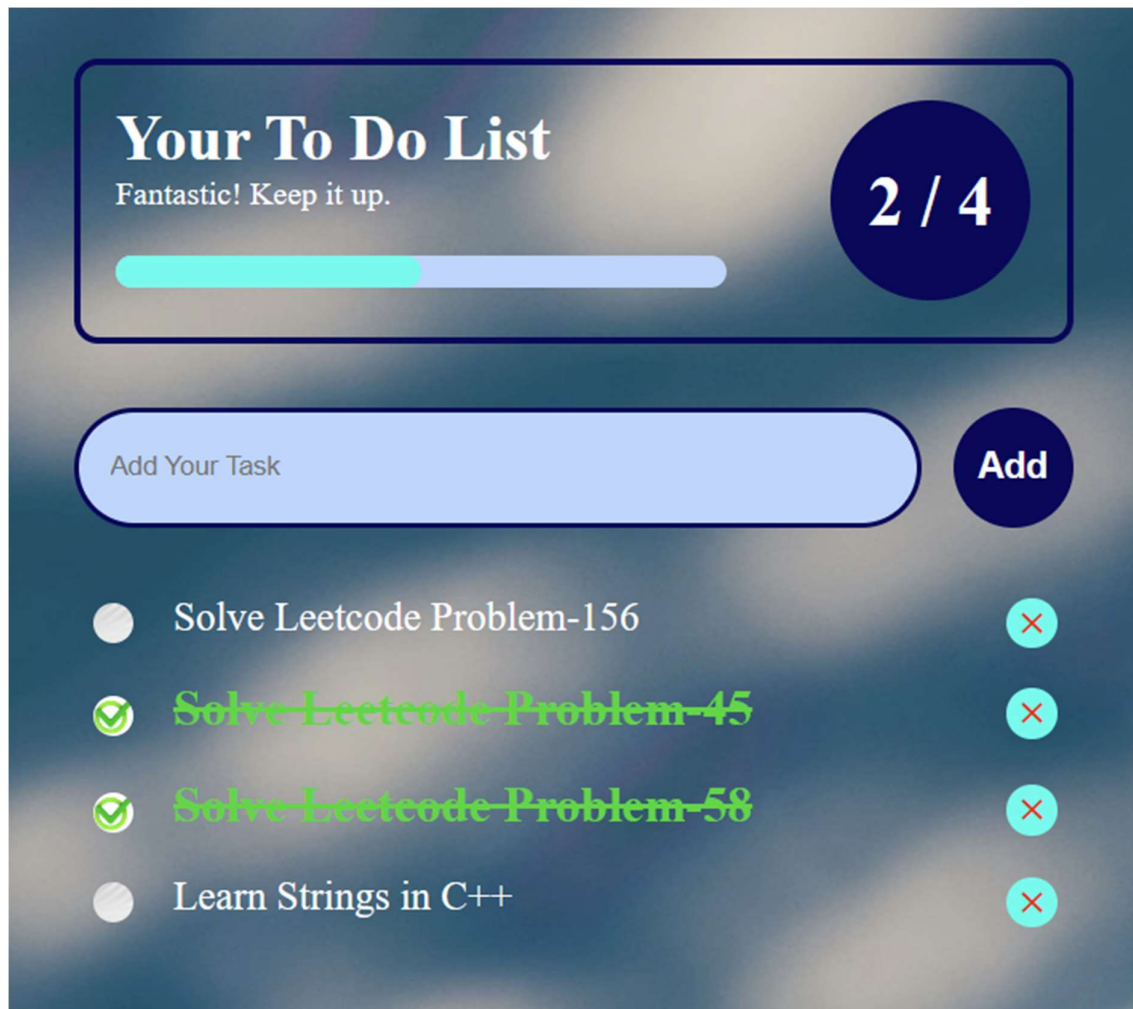 Your To Do List
Fantastic! Keep it up.
2 / 4
Add Your Task
Add
Solve Leetcode Problem-156
Solve Leetcode Problem-45
Solve Leetcode Problem-58
Learn Strings in C++